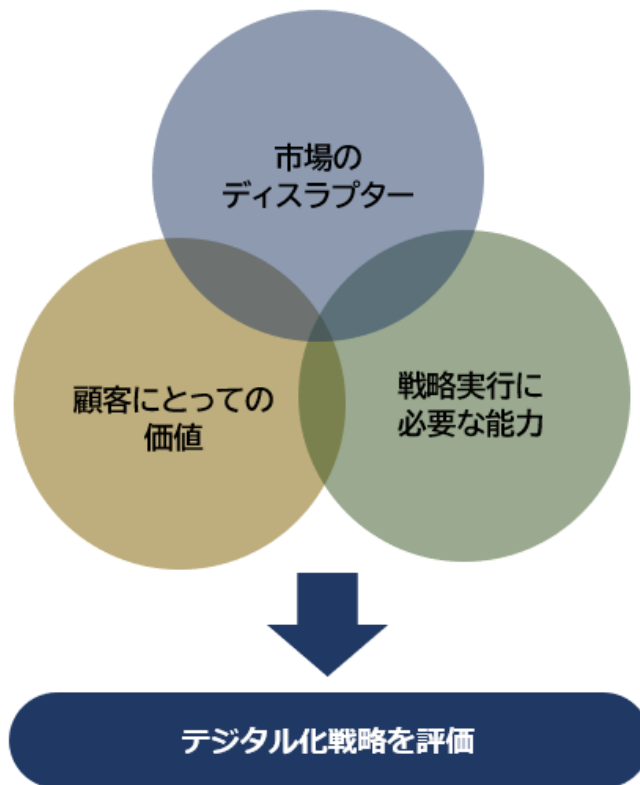 市場の
ディスラプター
顧客にとっての
価値
戦略実行に
必要な能力
テジタル化戦略を評価